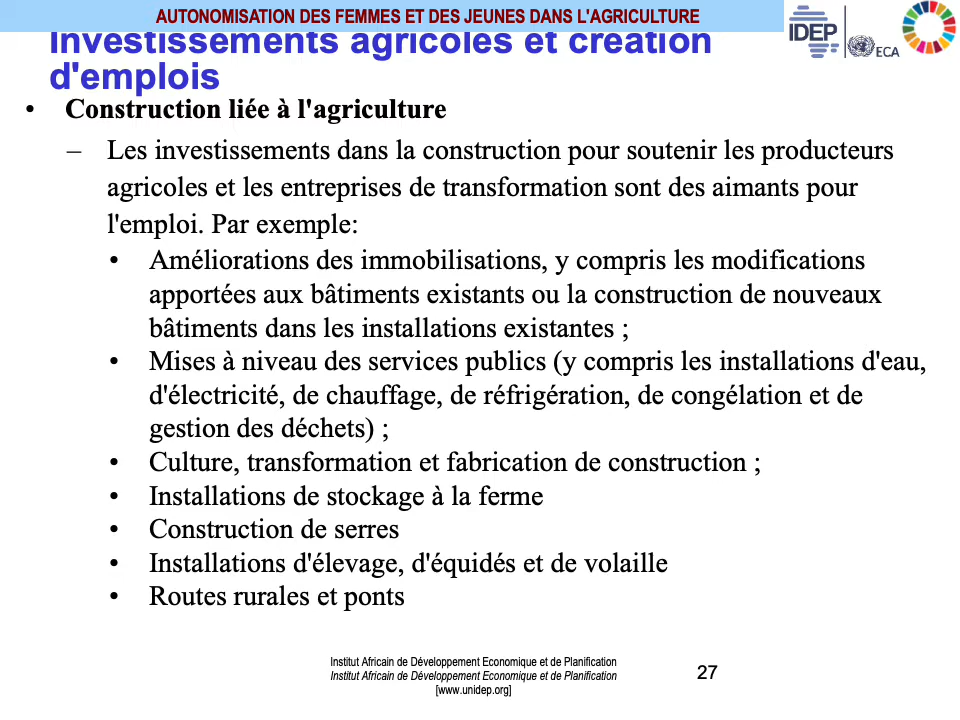 AUTONOMISATION DES FEMMES ET DES JEUNES DANS L'AGRICULTURE
IDEP
ECA
Investissements agricoles et création
d'emplois
• Construction liée à l'agriculture
– Les investissements dans la construction pour soutenir les producteurs
agricoles et les entreprises de transformation sont des aimants pour
l'emploi. Par exemple:
• Améliorations des immobilisations, y compris les modifications
apportées aux bâtiments existants ou la construction de nouveaux
bâtiments dans les installations existantes ;
• Mises à niveau des services publics (y compris les installations d'eau,
d'électricité, de chauffage, de réfrigération, de congélation et de
gestion des déchets) ;
• Culture, transformation et fabrication de construction ;
• Installations de stockage à la ferme
• Construction de serres
• Installations d'élevage, d'équidés et de volaille
• Routes rurales et ponts
Institut Africain de Développement Economique et de Planification
Institut Africain de Développement Economique et de Planification
[www.unidep.org]
27